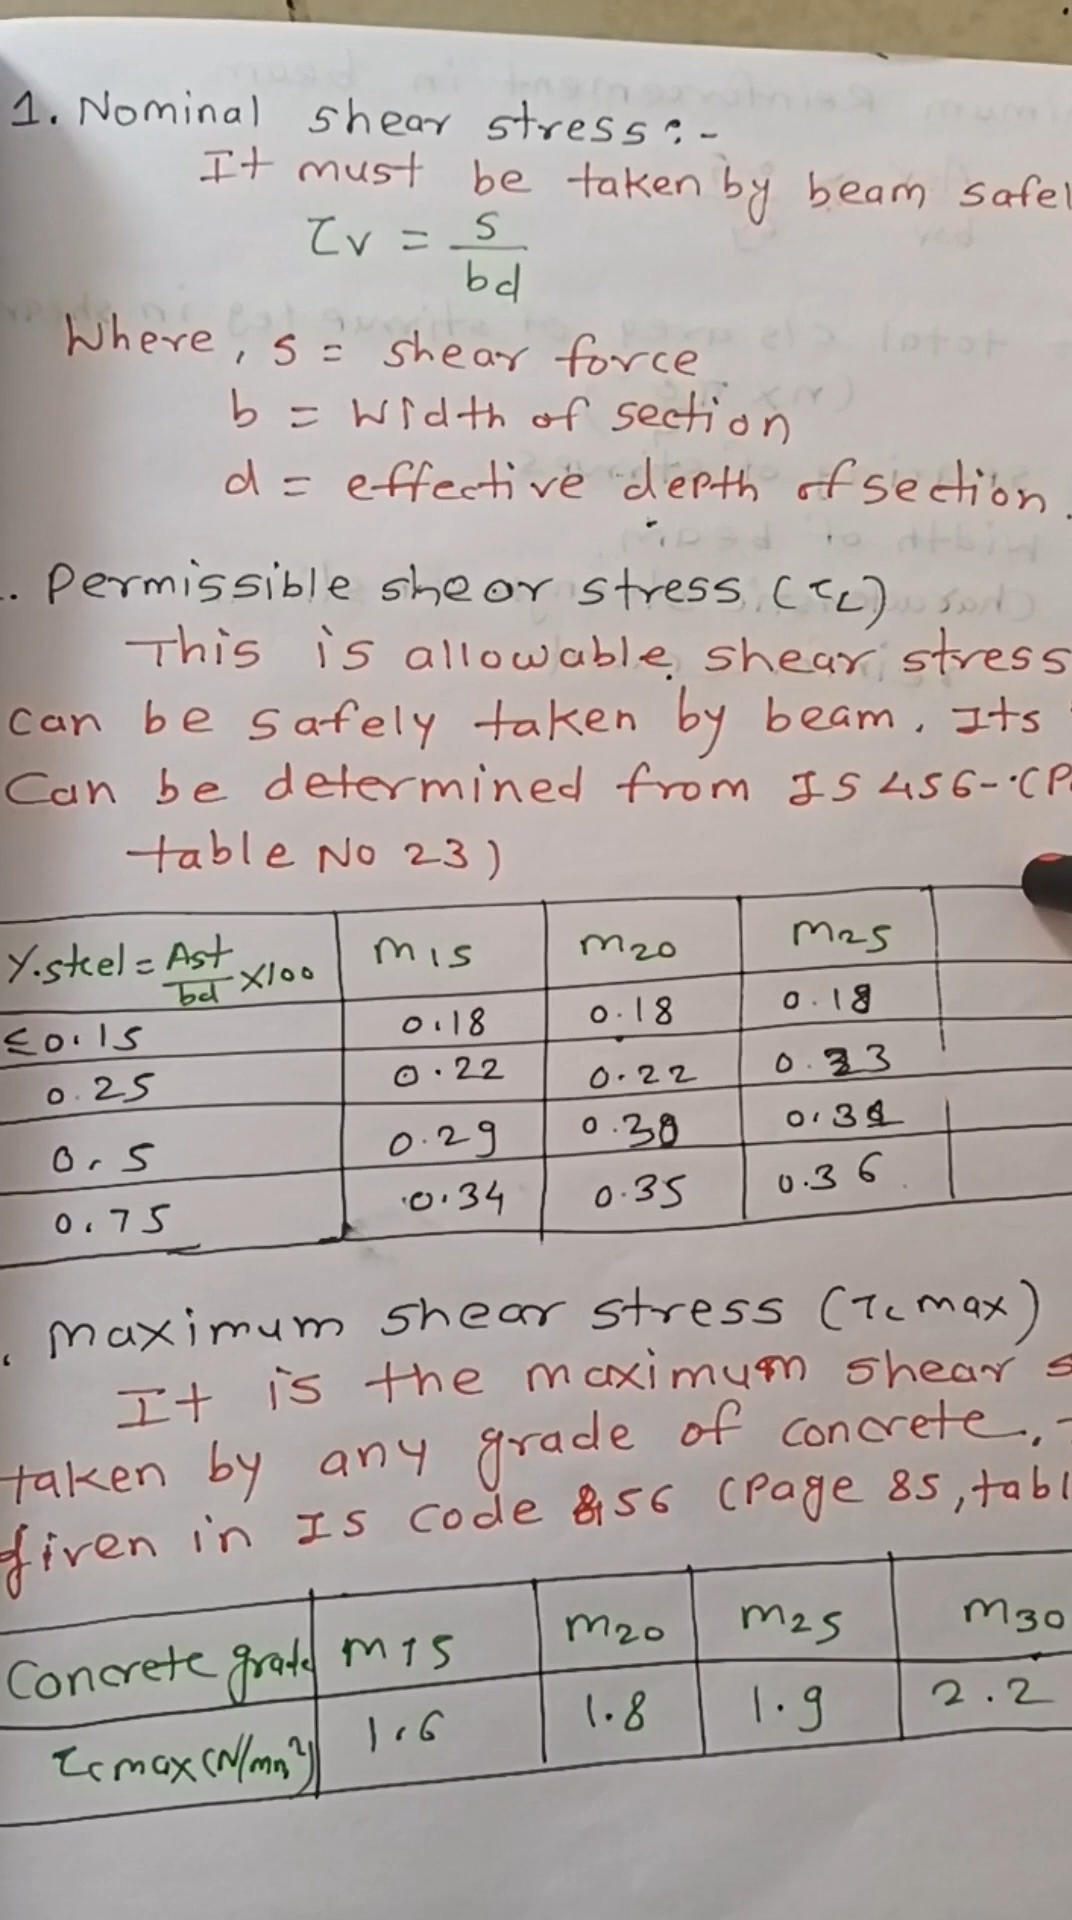 1. Nominal shear stress:-
It must be taken by beam safel
τv = s/bd
Where, s = shear force
b = width of section
d = effective depth of section.
. Permissible shear stress (τc)
This is allowable shear stress
can be safely taken by beam. Its
Can be determined from IS 456-(P
table No 23)
Y.steel = Ast/bd ×100 M15 M20 M25
≤0.15 0.18 0.18 0.18
0.25 0.22 0.22 0.23
0.5 0.29 0.30
0.75 0.34 0.35 0.36
. Maximum shear stress (τc max)
It is the maximum shear s
taken by any grade of concrete.
given in IS code 456 (page 85, tabl
Concrete grade M15 M20 M25 M30
τc max (N/mm²) 1.6 1.8 1.9 2.2